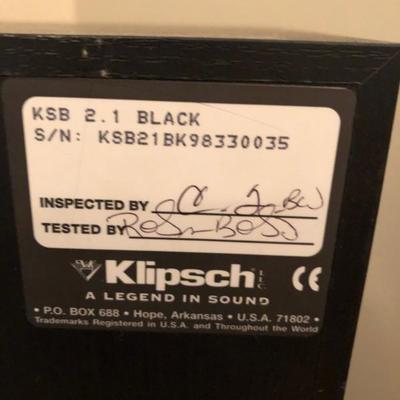 KSB 2.1 BLACK
S/N: KSB21BK98330035
INSPECTED BY
TESTED BY
Klipsch LLC
A LEGEND IN SOUND
• P.O. BOX 688 • Hope, Arkansas • U.S.A. 71802 •
Trademarks Registered in U.S.A. and Throughout the World
CE